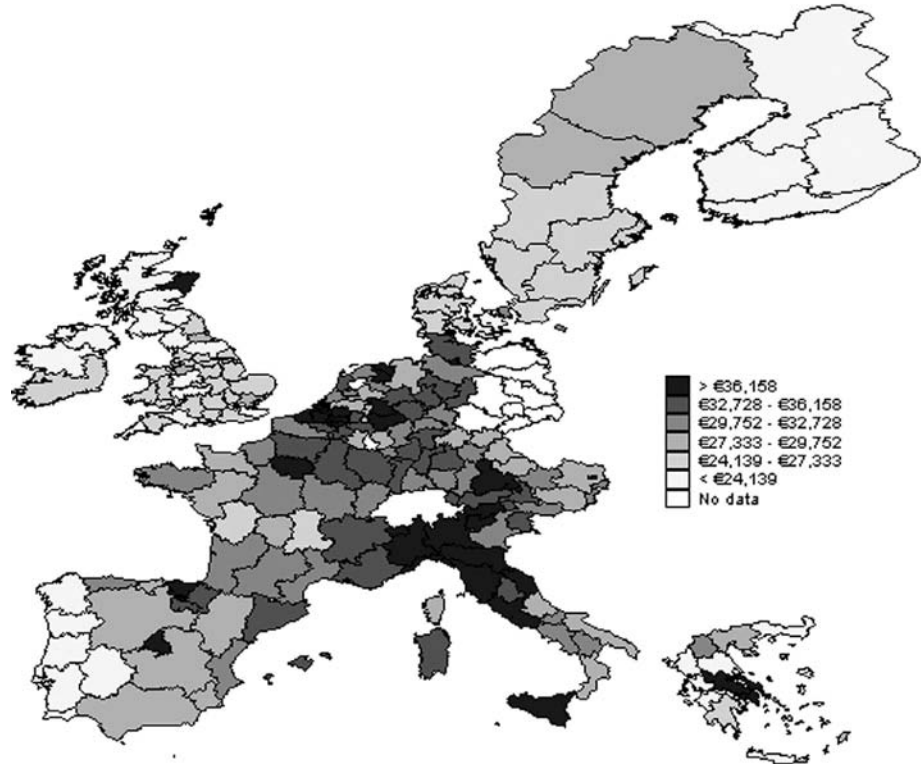 > €36,158
€32,728 - €36,158
€29,752 - €32,728
€27,333 - €29,752
€24,139 - €27,333
< €24,139
No data